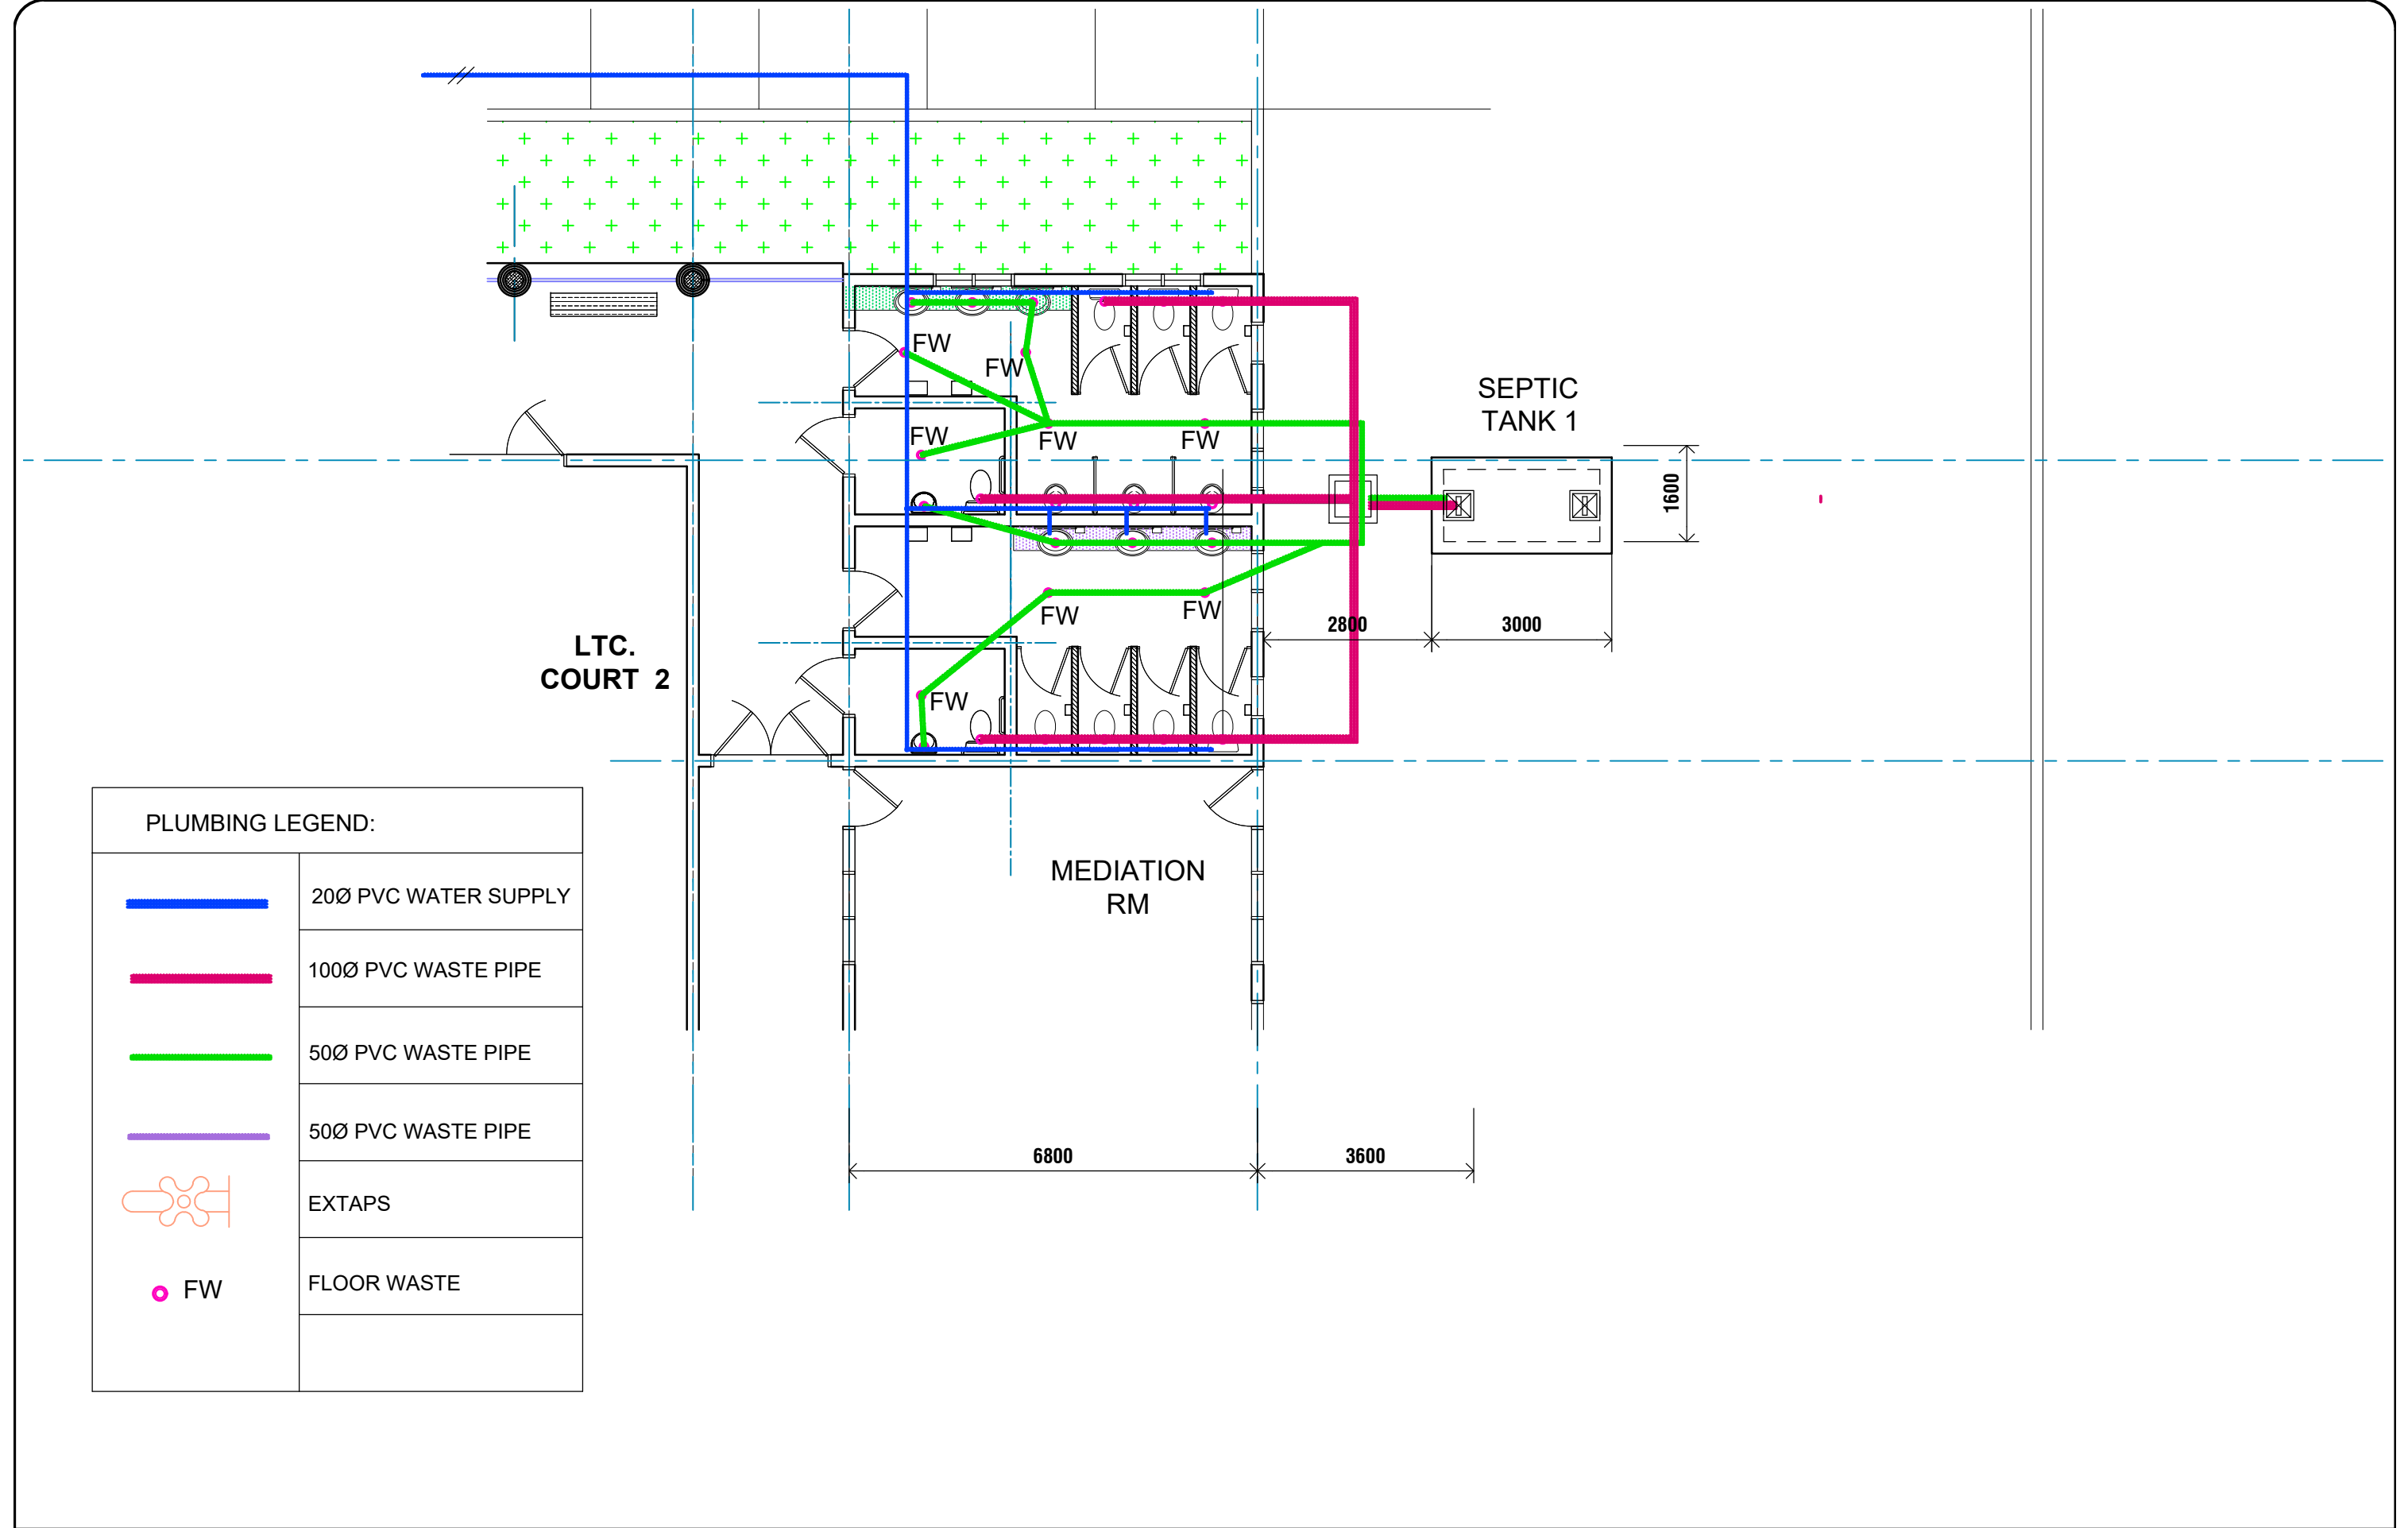 FW
FW
SEPTIC
TANK 1
FW
FW
FW
1600
FW
FW
2800
3000
LTC.
COURT 2
FW
PLUMBING LEGEND:
20Ø PVC WATER SUPPLY
100Ø PVC WASTE PIPE
50Ø PVC WASTE PIPE
50Ø PVC WASTE PIPE
EXTAPS
FW
FLOOR WASTE
MEDIATION
RM
6800
3600